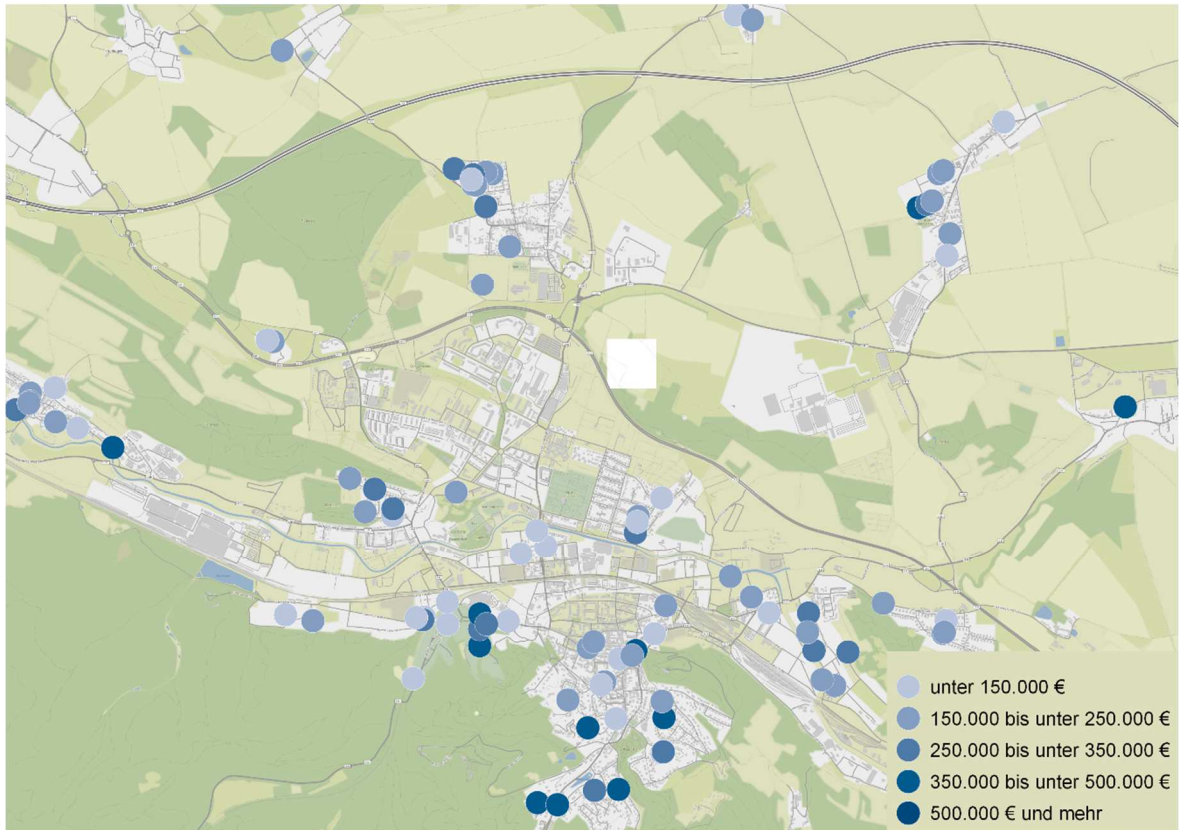 unter 150.000 €
150.000 bis unter 250.000 €
250.000 bis unter 350.000 €
350.000 bis unter 500.000 €
500.000 € und mehr